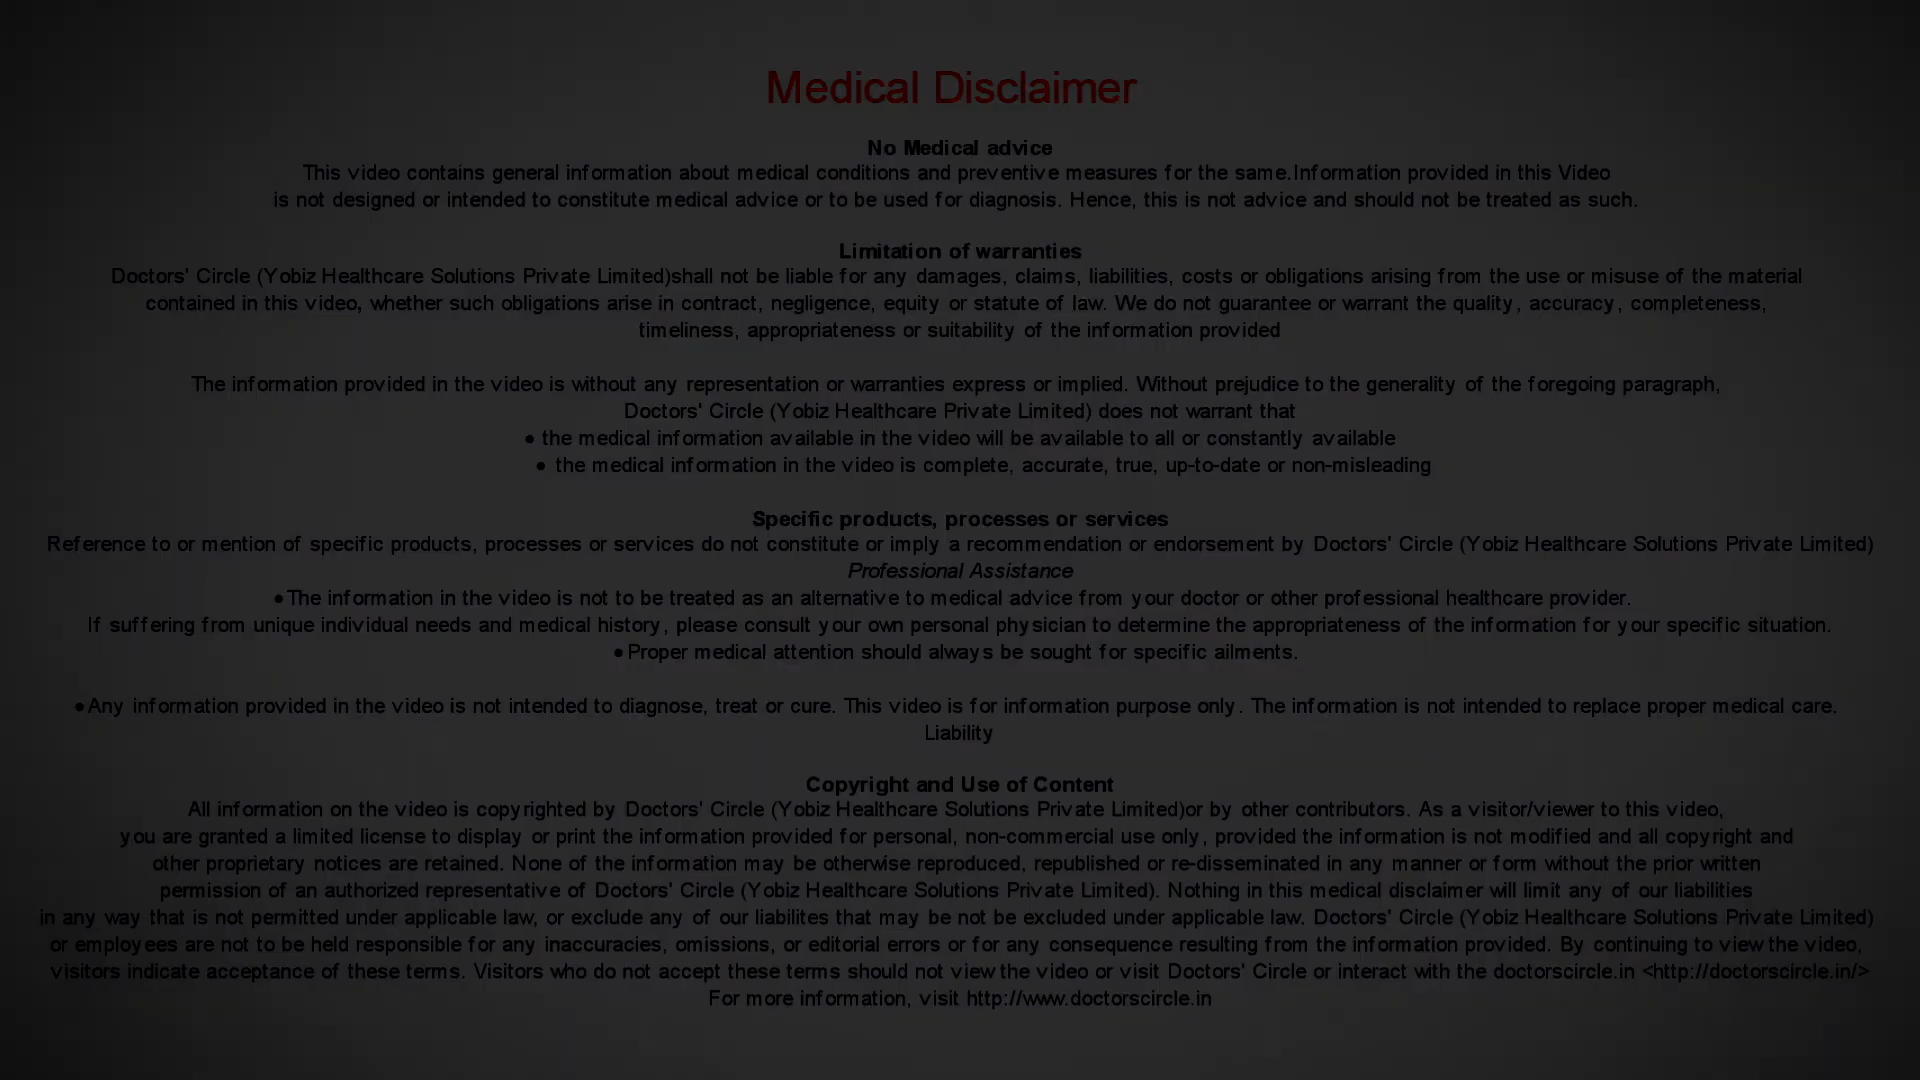 Medical Disclaimer
No Medical advice
This video contains general information about medical conditions and preventive measures for the same.Information provided in this Video
is not designed or intended to constitute medical advice or to be used for diagnosis. Hence, this is not advice and should not be treated as such.
Limitation of warranties
Doctors' Circle (Yobiz Healthcare Solutions Private Limited)shall not be liable for any damages, claims, liabilities, costs or obligations arising from the use or misuse of the material
contained in this video, whether such obligations arise in contract, negligence, equity or statute of law. We do not guarantee or warrant the quality, accuracy, completeness,
timeliness, appropriateness or suitability of the information provided
The information provided in the video is without any representation or warranties express or implied. Without prejudice to the generality of the foregoing paragraph,
Doctors' Circle (Yobiz Healthcare Private Limited) does not warrant that
● the medical information available in the video will be available to all or constantly available
● the medical information in the video is complete, accurate, true, up-to-date or non-misleading
Specific products, processes or services
Reference to or mention of specific products, processes or services do not constitute or imply a recommendation or endorsement by Doctors' Circle (Yobiz Healthcare Solutions Private Limited)
Professional Assistance
●The information in the video is not to be treated as an alternative to medical advice from your doctor or other professional healthcare provider.
If suffering from unique individual needs and medical history, please consult your own personal physician to determine the appropriateness of the information for your specific situation.
●Proper medical attention should always be sought for specific ailments.
●Any information provided in the video is not intended to diagnose, treat or cure. This video is for information purpose only. The information is not intended to replace proper medical care.
Liability
Copyright and Use of Content
All information on the video is copyrighted by Doctors' Circle (Yobiz Healthcare Solutions Private Limited)or by other contributors. As a visitor/viewer to this video,
you are granted a limited license to display or print the information provided for personal, non-commercial use only, provided the information is not modified and all copyright and
other proprietary notices are retained. None of the information may be otherwise reproduced, republished or re-disseminated in any manner or form without the prior written
permission of an authorized representative of Doctors' Circle (Yobiz Healthcare Solutions Private Limited). Nothing in this medical disclaimer will limit any of our liabilities
in any way that is not permitted under applicable law, or exclude any of our liabilites that may be not be excluded under applicable law. Doctors' Circle (Yobiz Healthcare Solutions Private Limited)
or employees are not to be held responsible for any inaccuracies, omissions, or editorial errors or for any consequence resulting from the information provided. By continuing to view the video,
visitors indicate acceptance of these terms. Visitors who do not accept these terms should not view the video or visit Doctors' Circle or interact with the doctorscircle.in <http://doctorscircle.in/>
For more information, visit http://www.doctorscircle.in